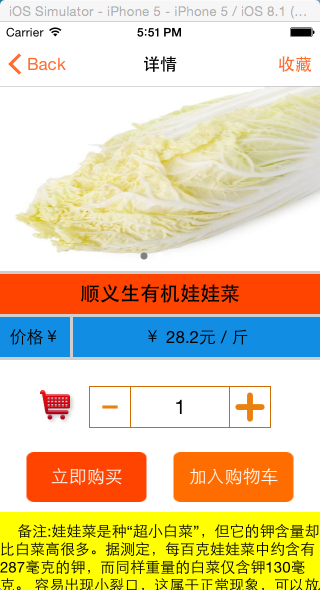 iOS Simulator - iPhone 5 - iPhone 5 / iOS 8.1 (...
Carrier 5:51 PM
Back 详情 收藏
顺义生有机娃娃菜
价格￥ ￥ 28.2元 / 斤
1
立即购买 加入购物车
备注:娃娃菜是种“超小白菜”，但它的钾含量却
比白菜高很多。据测定，每百克娃娃菜中约含有
287毫克的钾，而同样重量的白菜仅含钾130毫
克。 容易出现小裂口，这属于正常现象，可以放